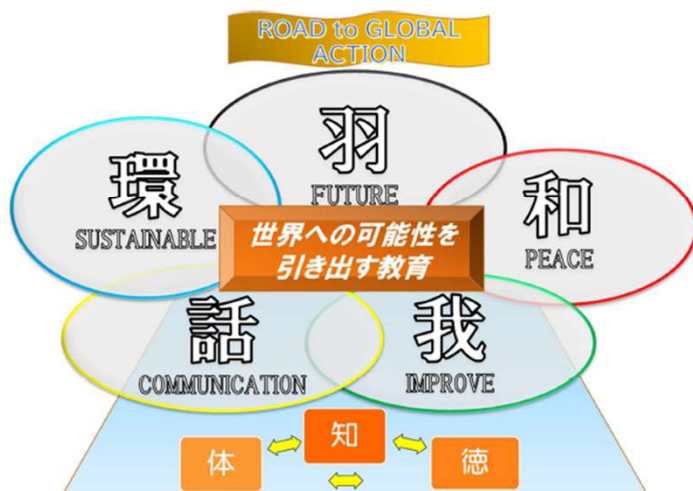 ROAD to GLOBAL
ACTION
羽
FUTURE
環
SUSTAINABLE
和
PEACE
世界への可能性を
引き出す教育
話
COMMUNICATION
我
IMPROVE
知
体
徳